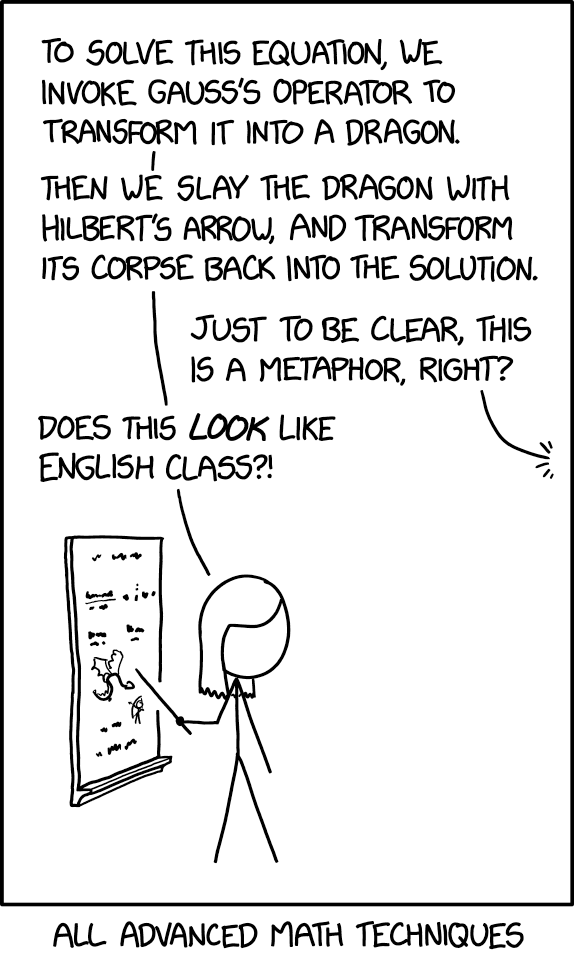 TO SOLVE THIS EQUATION, WE
INVOKE GAUSS'S OPERATOR TO
TRANSFORM IT INTO A DRAGON.
THEN WE SLAY THE DRAGON WITH
HILBERT'S ARROW, AND TRANSFORM
ITS CORPSE BACK INTO THE SOLUTION.
JUST TO BE CLEAR, THIS
IS A METAPHOR, RIGHT?
DOES THIS LOOK LIKE
ENGLISH CLASS?!
ALL ADVANCED MATH TECHNIQUES